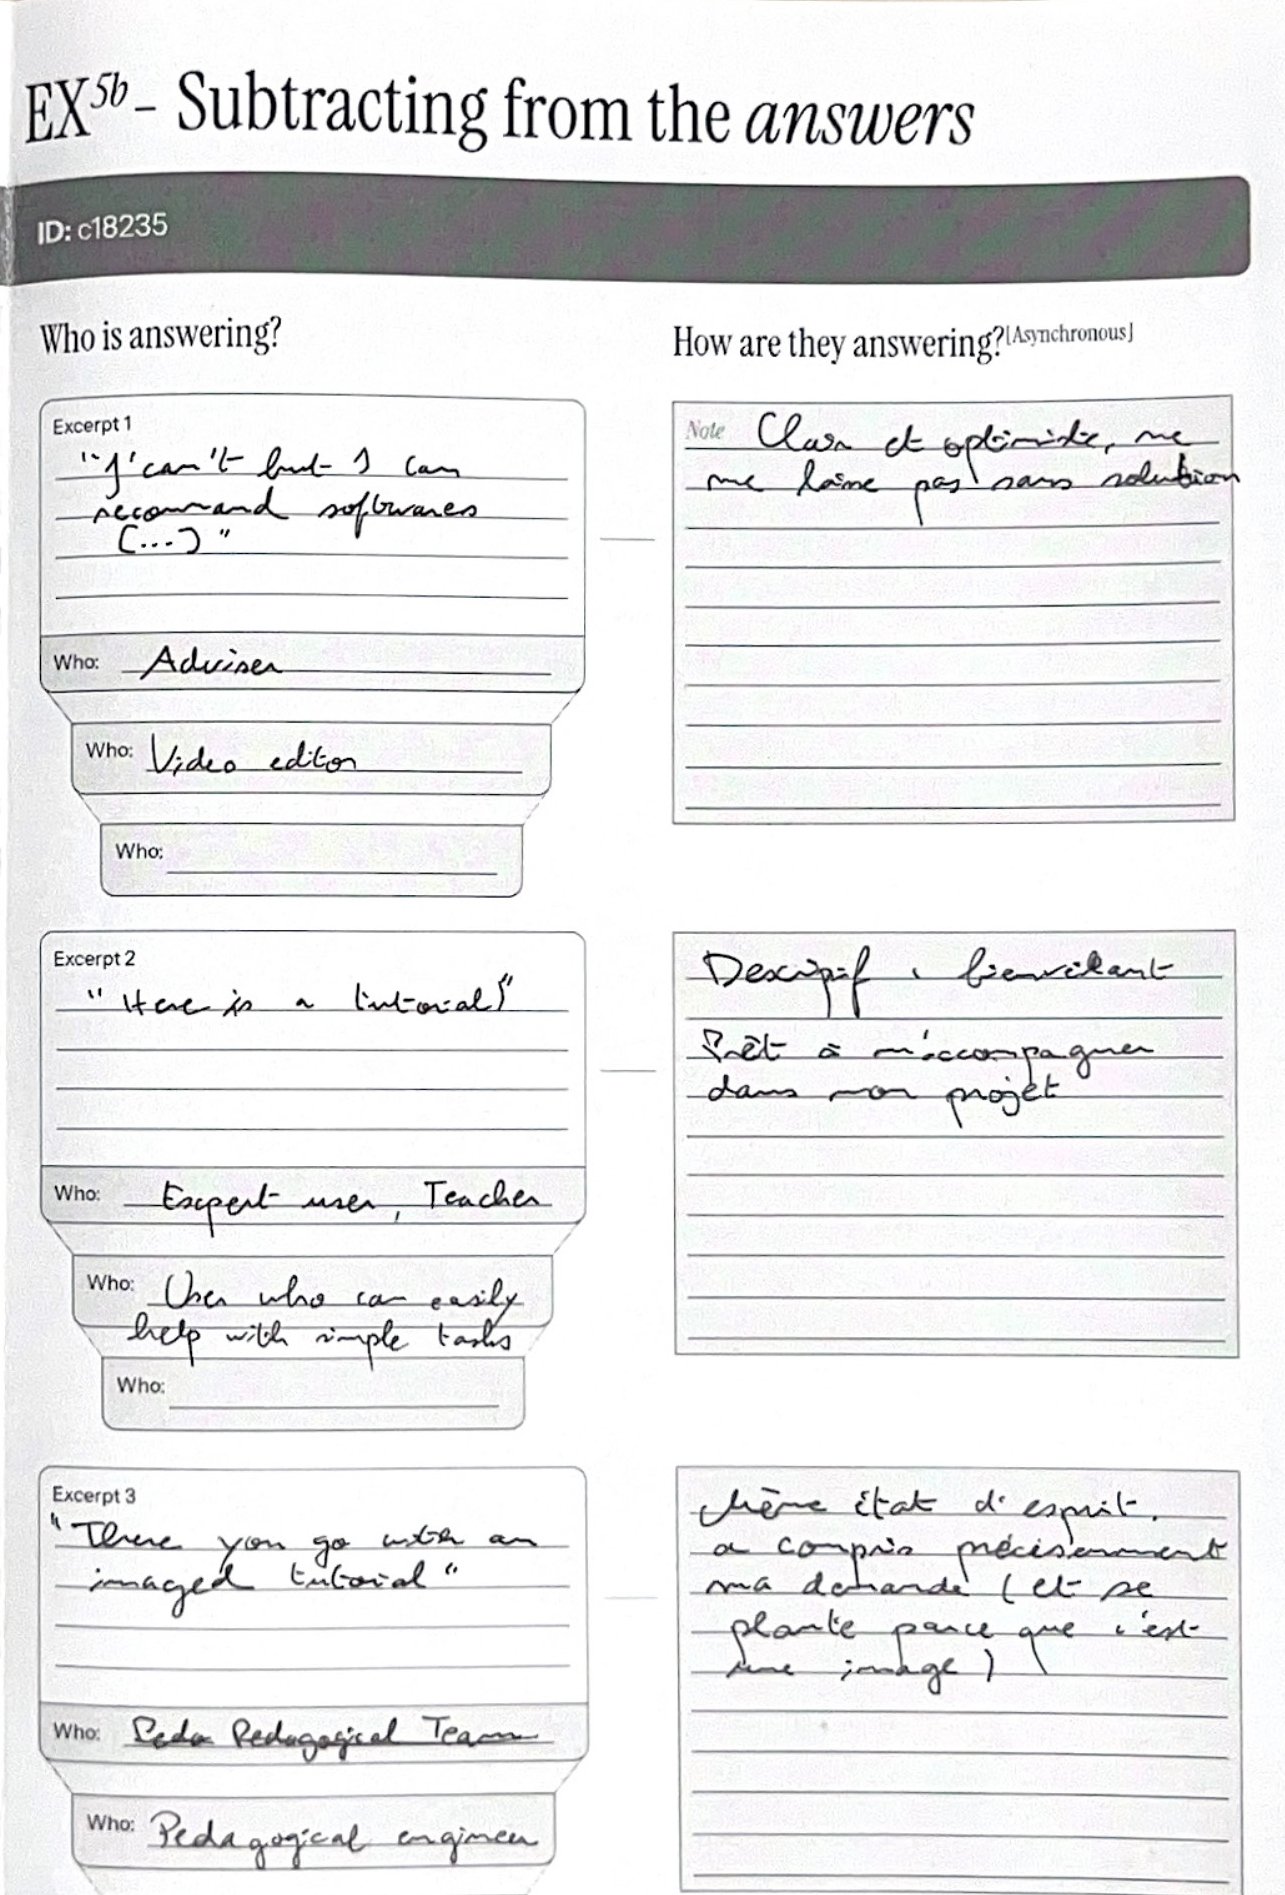 EX5b – Subtracting from the answers
ID: c18235
Who is answering?
Excerpt 1
"I can't but I can
recommand softwares
(...)"
Who: Adviser
Who: Video editor
Who:
How are they answering? [Asynchronous]
Note Clair et optimiste, ne
me laisse pas sans solution
Excerpt 2
"Here is a tutorial!"
Who: Expert user, Teacher
Who: User who can easily
help with simple tasks
Who:
Descriptif, bienveillant
Prêt à m'accompagner
dans mon projet
Excerpt 3
"There you go with an
imaged tutorial"
Who: Pedagogical Team
Who: Pedagogical engineer
Même état d'esprit.
a compris précisemment
ma demande (et se
plante parce que c'est
une image)